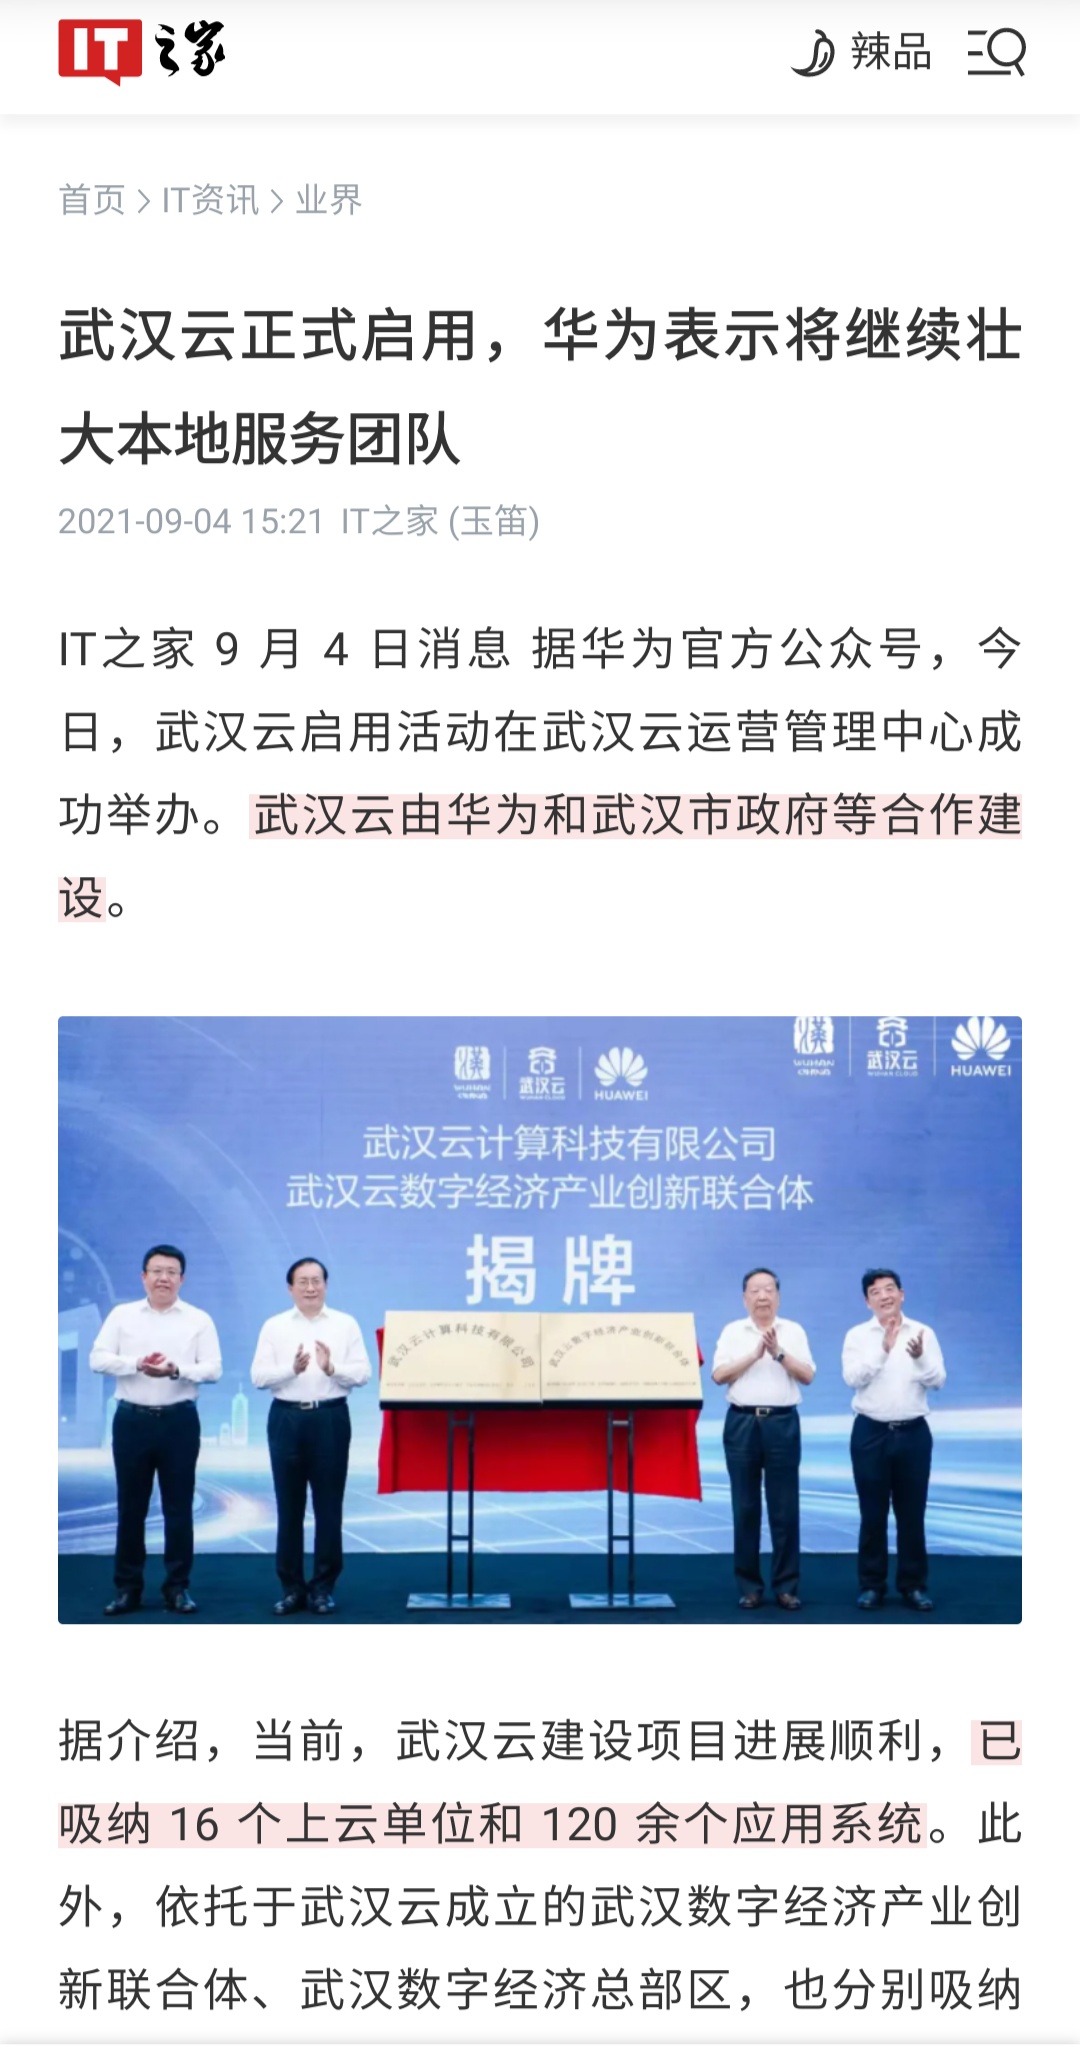 IT之家
辣品
首页 > IT资讯 > 业界
武汉云正式启用，华为表示将继续壮
大本地服务团队
2021-09-04 15:21 IT之家 (玉笛)
IT之家 9 月 4 日消息 据华为官方公众号，今
日，武汉云启用活动在武汉云运营管理中心成
功举办。武汉云由华为和武汉市政府等合作建
设。
漢 WUHAN CHINA 武汉云 WUHAN CLOUD HUAWEI
漢 WUHAN CHINA 武汉云 WUHAN CLOUD HUAWEI
武汉云计算科技有限公司
武汉云数字经济产业创新联合体
揭牌
武汉云计算科技有限公司
武汉云数字经济产业创新联合体
据介绍，当前，武汉云建设项目进展顺利，已
吸纳 16 个上云单位和 120 余个应用系统。此
外，依托于武汉云成立的武汉数字经济产业创
新联合体、武汉数字经济总部区，也分别吸纳